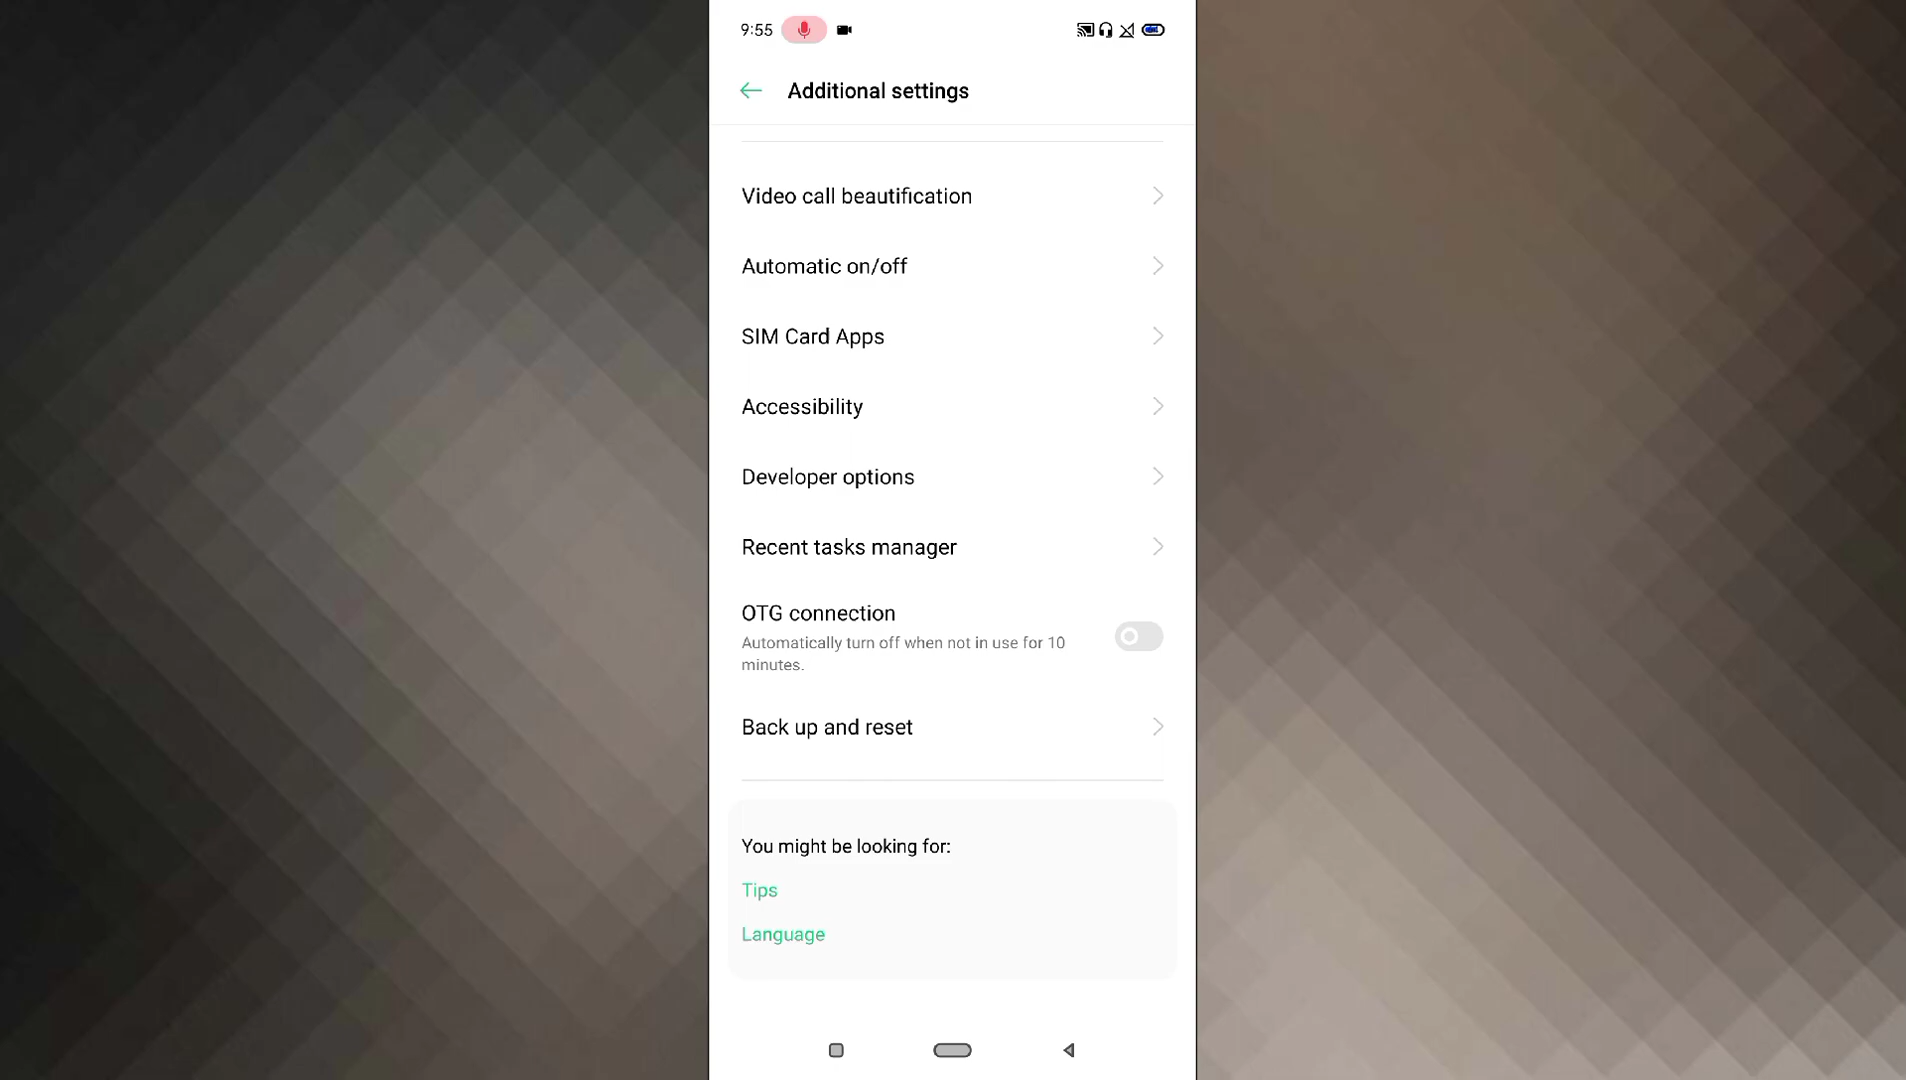 9:55
Additional settings
Video call beautification
Automatic on/off
SIM Card Apps
Accessibility
Developer options
Recent tasks manager
OTG connection
Automatically turn off when not in use for 10
minutes.
Back up and reset
You might be looking for:
Tips
Language